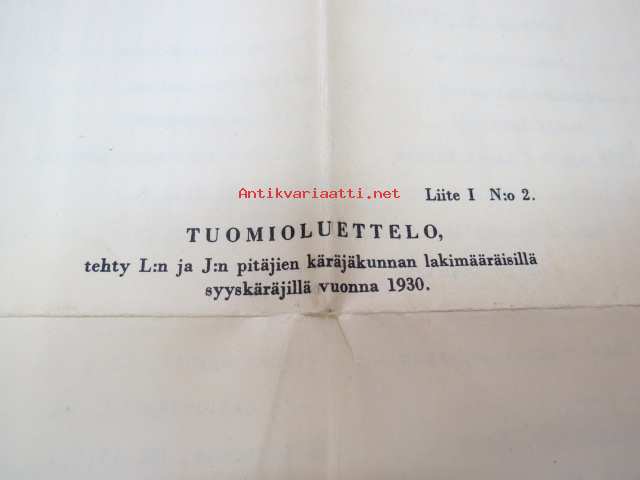 Antikvariaatti.net
Liite I N:o 2.
TUOMIOLUETTELO,
tehty L:n ja J:n pitäjien käräjäkunnan lakimääräisillä
syyskäräjillä vuonna 1930.